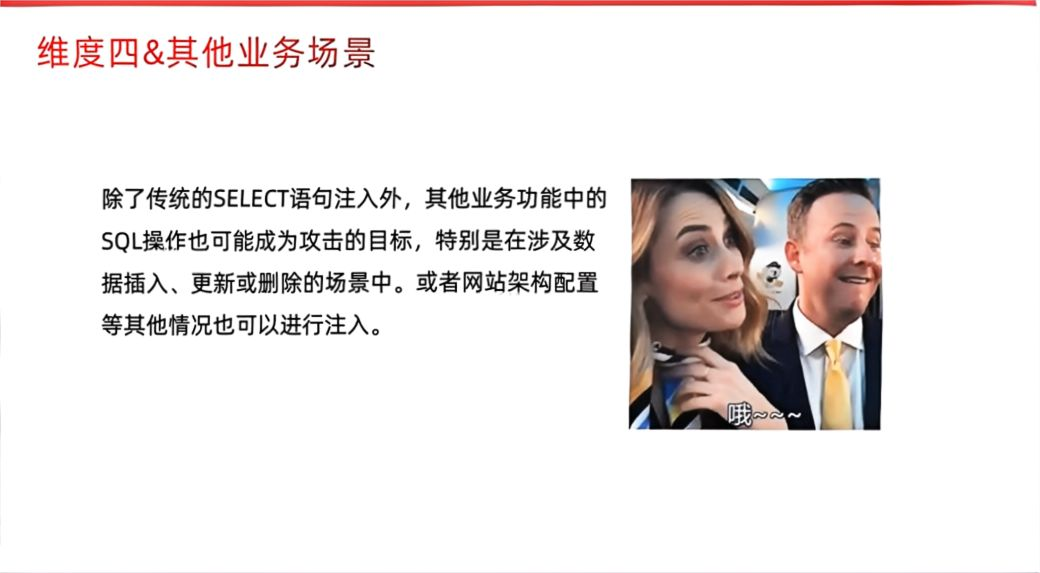 维度四&其他业务场景
除了传统的SELECT语句注入外，其他业务功能中的
SQL操作也可能成为攻击的目标，特别是在涉及数
据插入、更新或删除的场景中。或者网站架构配置
等其他情况也可以进行注入。
哦~~~